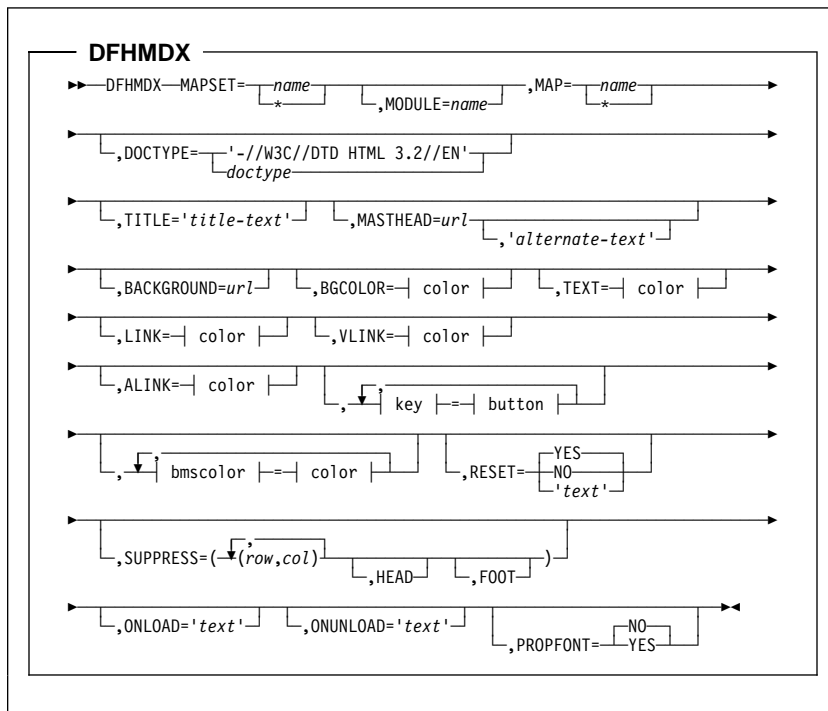 DFHMDX
DFHMDX MAPSET= name ,MAP= name
* ,MODULE=name *
,DOCTYPE= '-//W3C//DTD HTML 3.2//EN'
doctype
,TITLE='title-text' ,MASTHEAD=url
,'alternate-text'
,BACKGROUND=url ,BGCOLOR= color ,TEXT= color
,LINK= color ,VLINK= color
,ALINK= color ,
, key = button
,
, bmscolor = color ,RESET= YES
NO
'text'
,
,SUPPRESS=( (row,col) )
,HEAD ,FOOT
,ONLOAD='text' ,ONUNLOAD='text' NO
,PROPFONT= YES